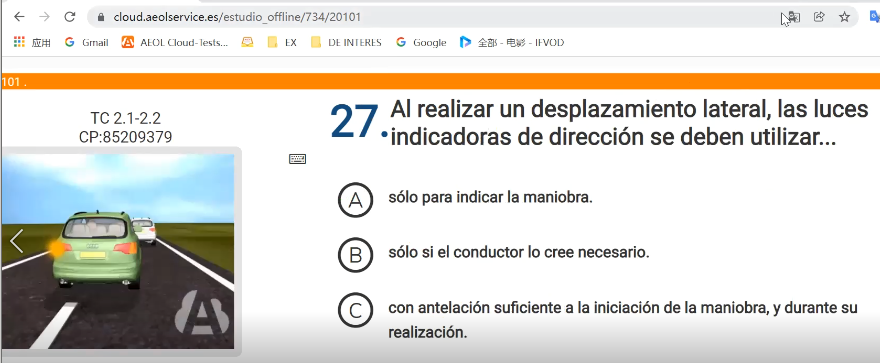 cloud.aeolservice.es/estudio_offline/734/20101
应用 Gmail AEOL Cloud-Tests... EX DE INTERES Google 全部 - 电影 - IFVOD
101 .
TC 2.1-2.2
CP:85209379
27. Al realizar un desplazamiento lateral, las luces
indicadoras de dirección se deben utilizar...
A sólo para indicar la maniobra.
B sólo si el conductor lo cree necesario.
C con antelación suficiente a la iniciación de la maniobra, y durante su
realización.